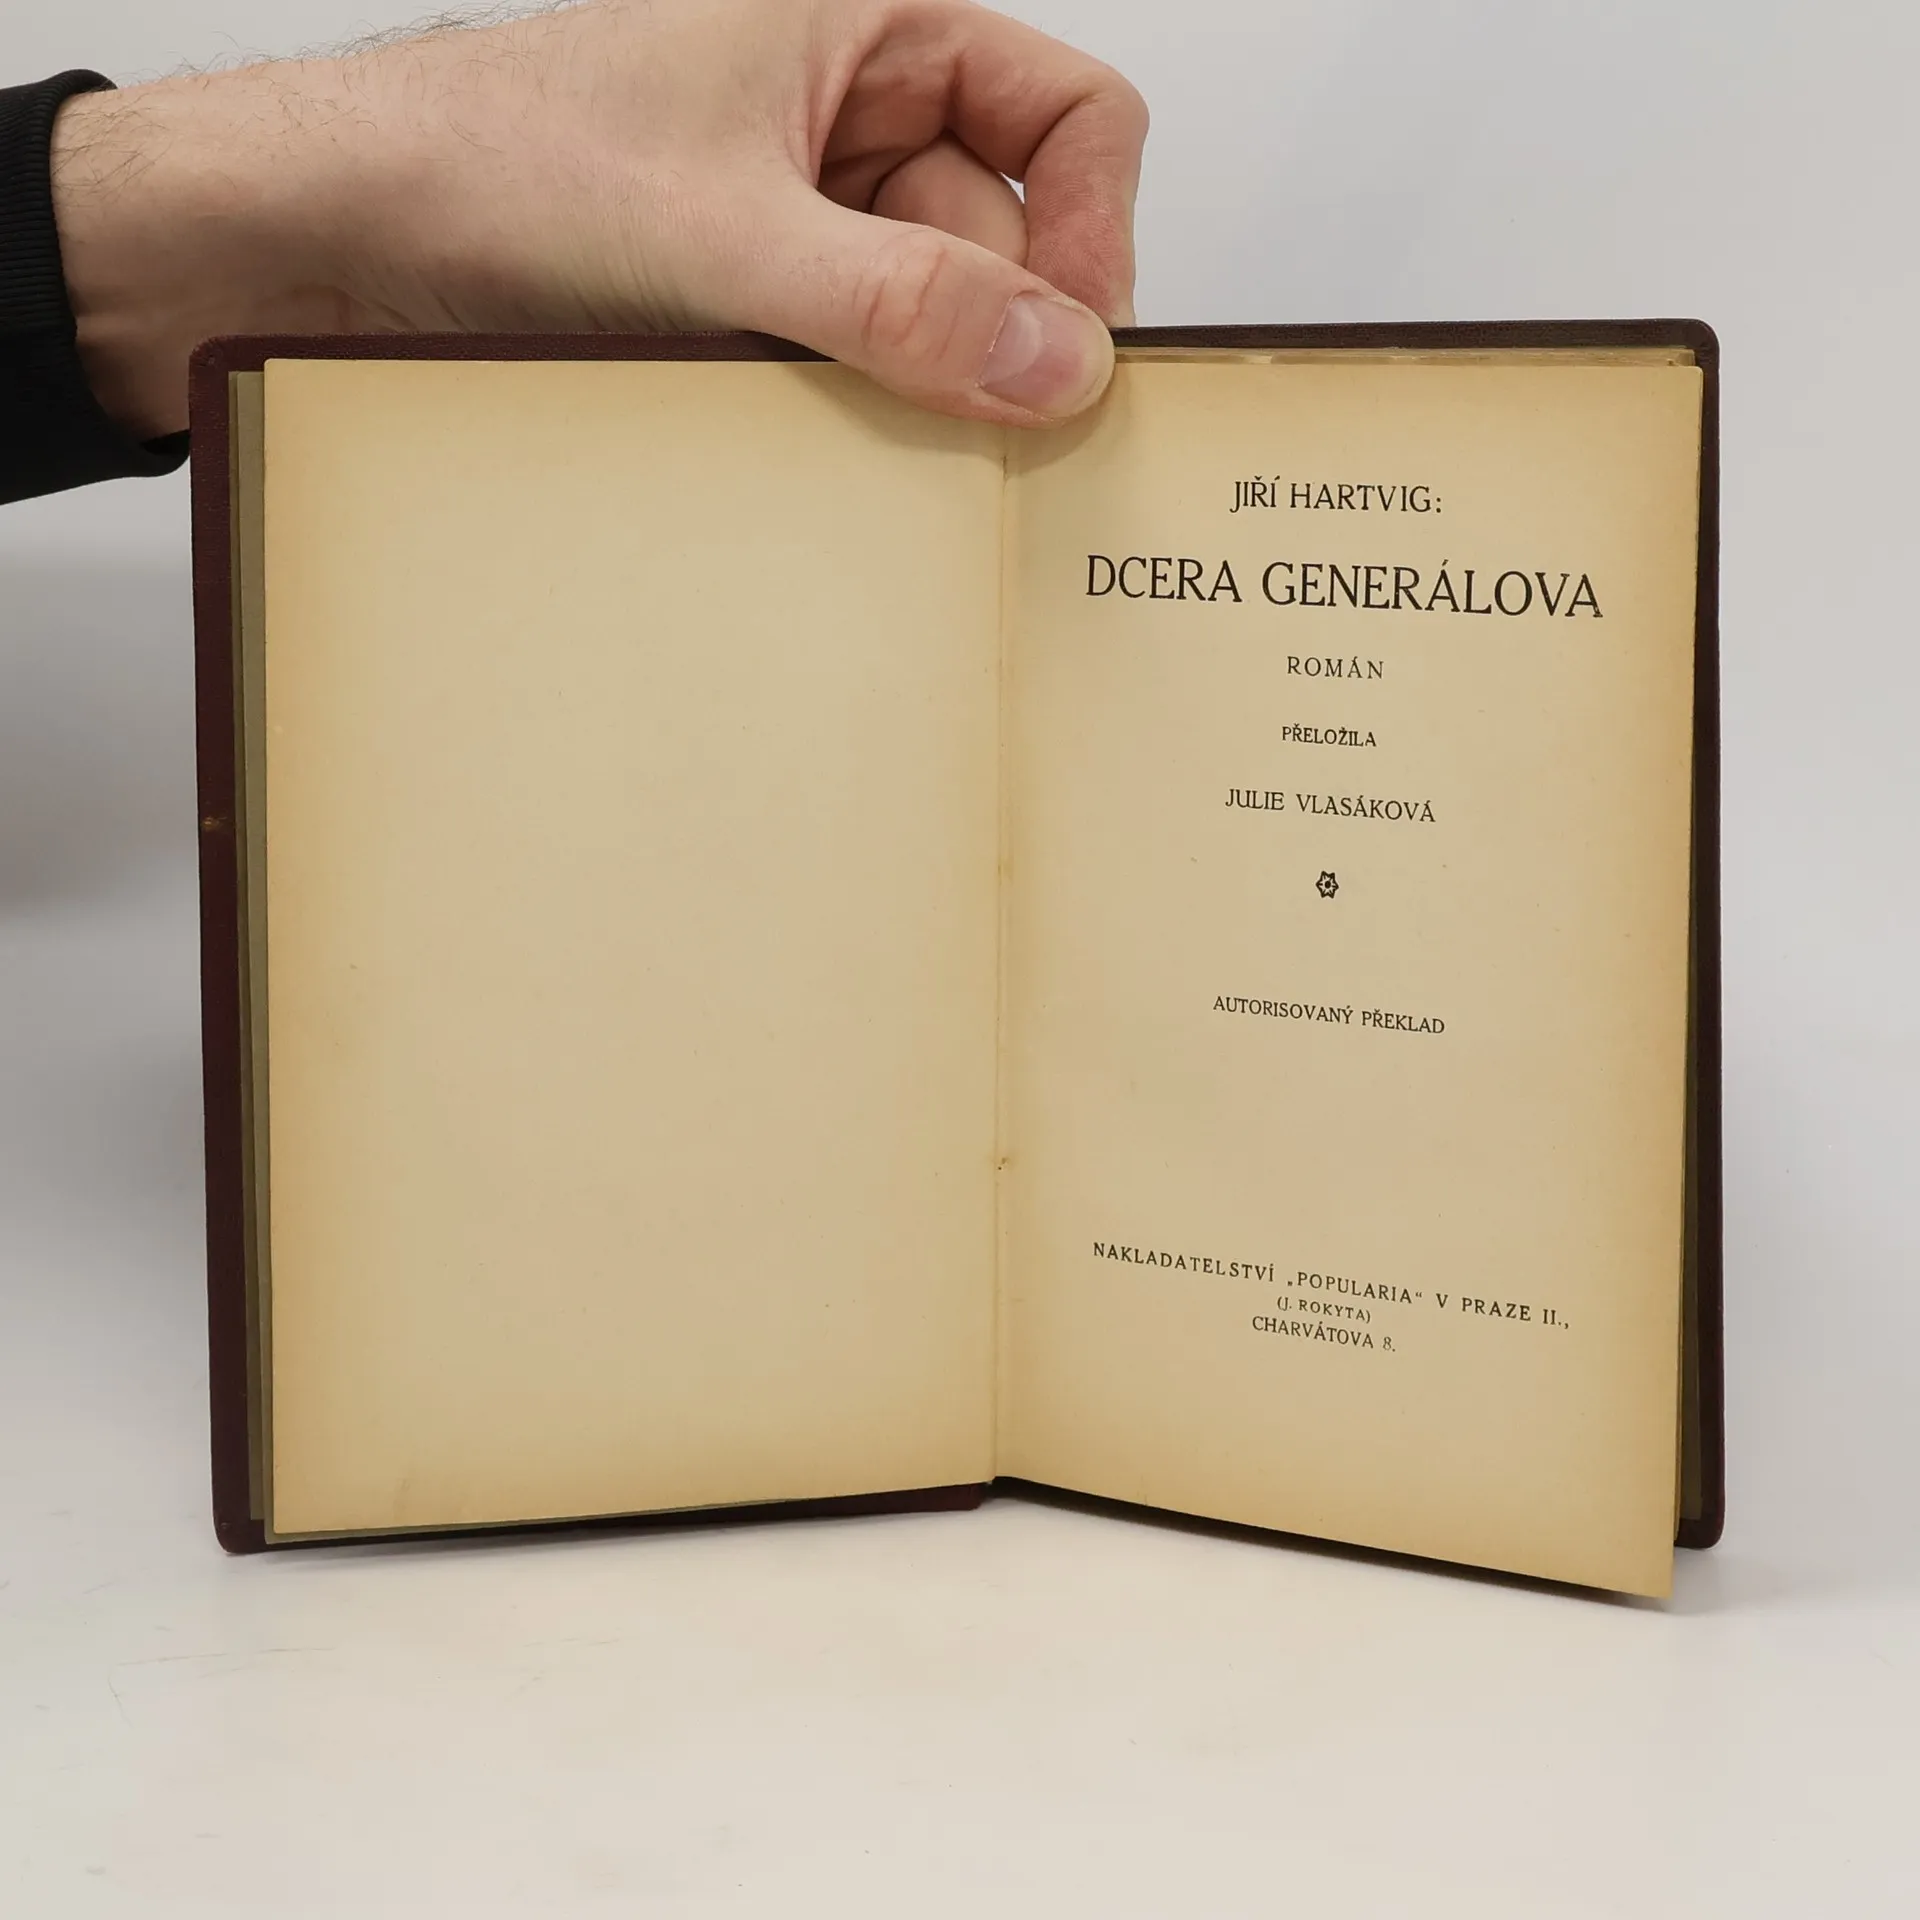 JIŘÍ HARTVIG:
DCERA GENERÁLOVA
ROMÁN
PŘELOŽILA
JULIE VLASÁKOVÁ
AUTORISOVANÝ PŘEKLAD
NAKLADATELSTVÍ „POPULARIA“ V PRAZE II.,
(J. ROKYTA)
CHARVÁTOVA 8.